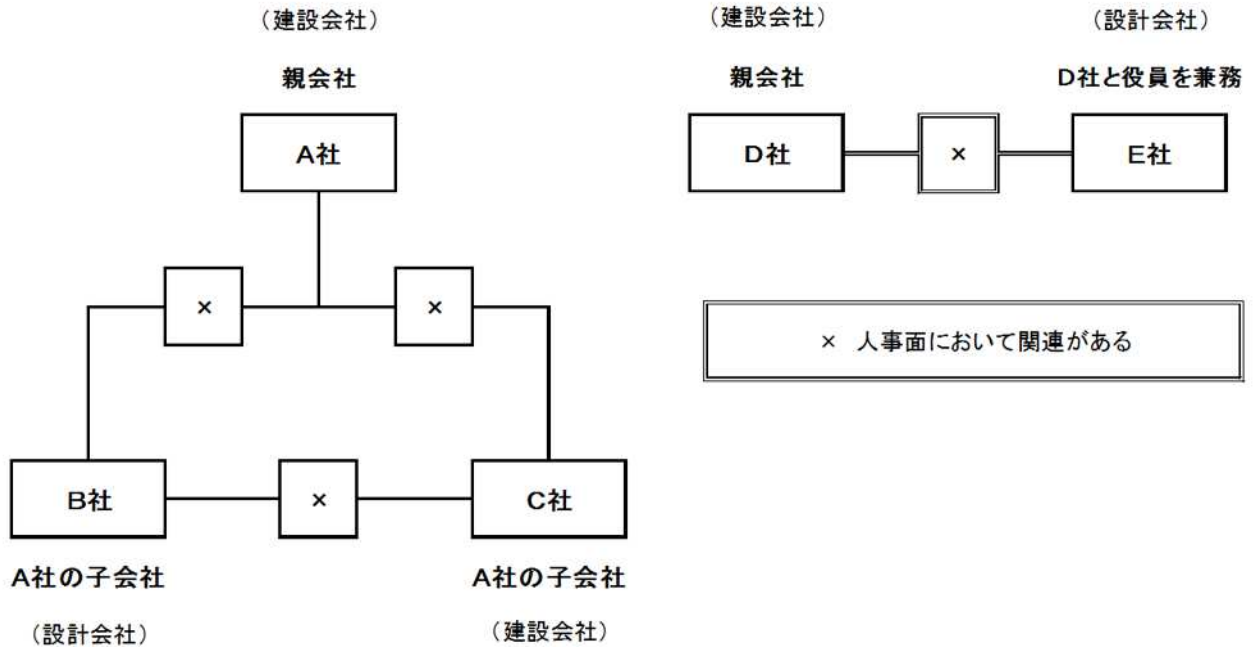 （建設会社）
親会社
A社
×
×
B社
×
C社
A社の子会社
A社の子会社
（設計会社）
（建設会社）
（建設会社）
（設計会社）
親会社
D社と役員を兼務
D社
×
E社
× 人事面において関連がある